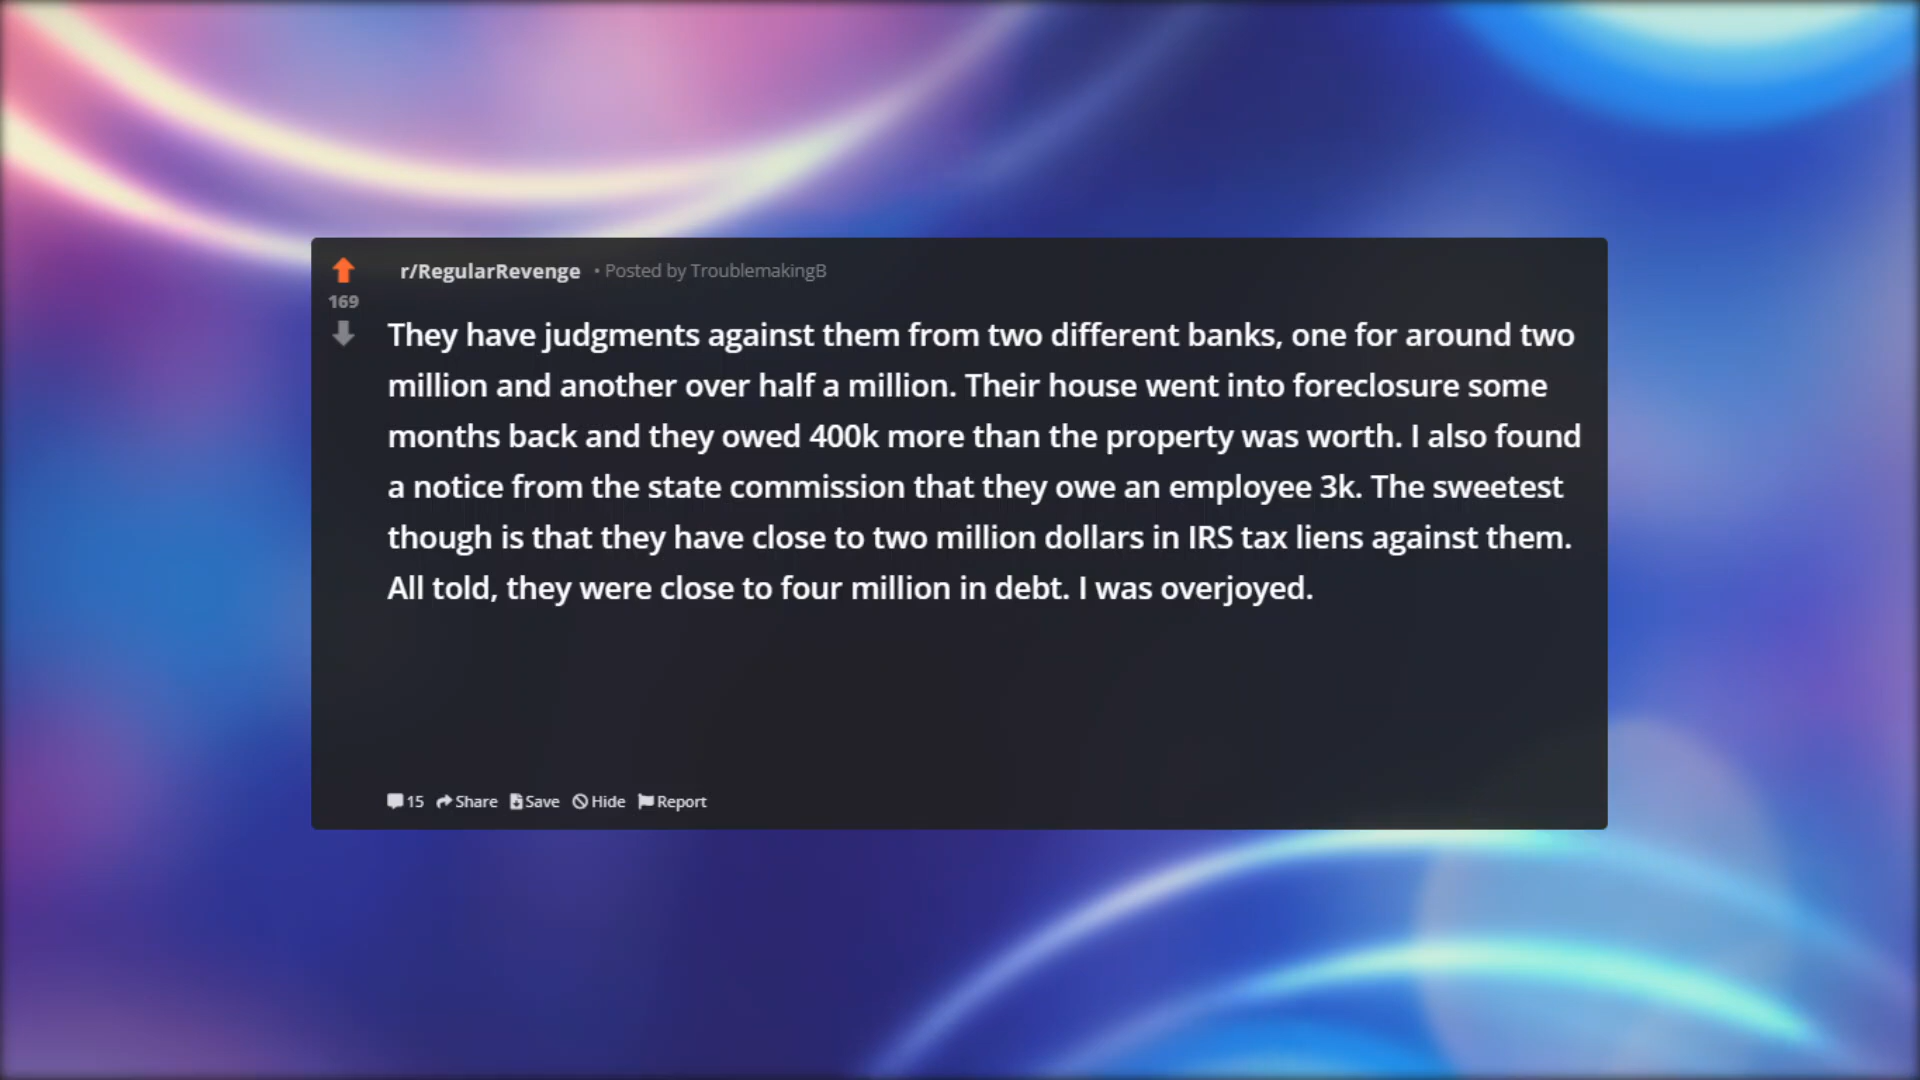 r/RegularRevenge • Posted by TroublemakingB
169
They have judgments against them from two different banks, one for around two
million and another over half a million. Their house went into foreclosure some
months back and they owed 400k more than the property was worth. I also found
a notice from the state commission that they owe an employee 3k. The sweetest
though is that they have close to two million dollars in IRS tax liens against them.
All told, they were close to four million in debt. I was overjoyed.
15 Share Save Hide Report